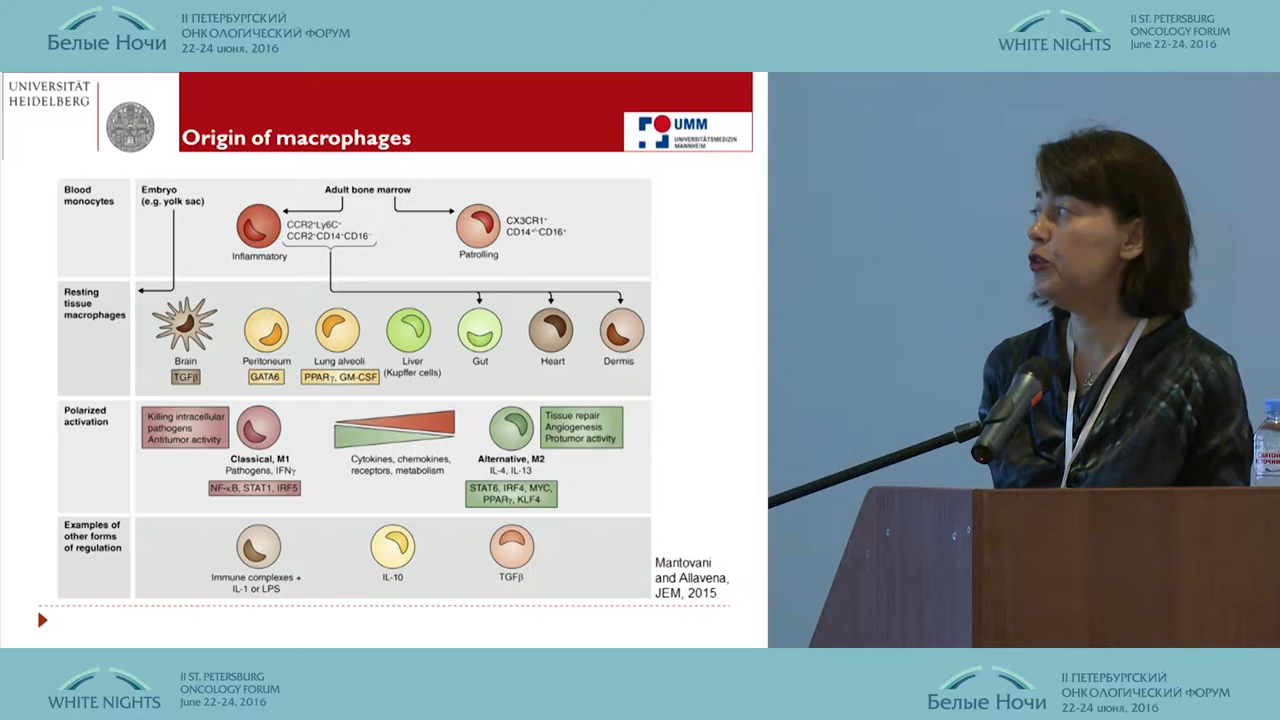 II ПЕТЕРБУРГСКИЙ
ОНКОЛОГИЧЕСКИЙ ФОРУМ
Белые Ночи
22-24 июня, 2016
WHITE NIGHTS
II ST. PETERSBURG
ONCOLOGY FORUM
June 22-24, 2016
UNIVERSITÄT
HEIDELBERG
Origin of macrophages
UMM
UNIVERSITÄTSMEDIZIN
MANNHEIM
Blood
monocytes
Embryo
(e.g. yolk sac)
Adult bone marrow
CCR2⁺Ly6C⁺
CCR2⁺CD14⁺CD16⁻
Inflammatory
CX3CR1⁺
CD14⁺/⁻CD16⁺
Patrolling
Resting
tissue
macrophages
Brain
TGFβ
Peritoneum
GATA6
Lung alveoli
PPARγ, GM-CSF
Liver
(Kupffer cells)
Gut
Heart
Dermis
Polarized
activation
Killing intracellular
pathogens
Antitumor activity
Classical, M1
Pathogens, IFNγ
NF-κB, STAT1, IRF5
Cytokines, chemokines,
receptors, metabolism
Tissue repair
Angiogenesis
Protumor activity
Alternative, M2
IL-4, IL-13
STAT6, IRF4, MYC,
PPARγ, KLF4
Examples of
other forms
of regulation
Immune complexes +
IL-1 or LPS
IL-10
TGFβ
Mantovani
and Allavena,
JEM, 2015
WHITE NIGHTS
II ST. PETERSBURG
ONCOLOGY FORUM
June 22-24, 2016
Белые Ночи
II ПЕТЕРБУРГСКИЙ
ОНКОЛОГИЧЕСКИЙ ФОРУМ
22-24 июня, 2016